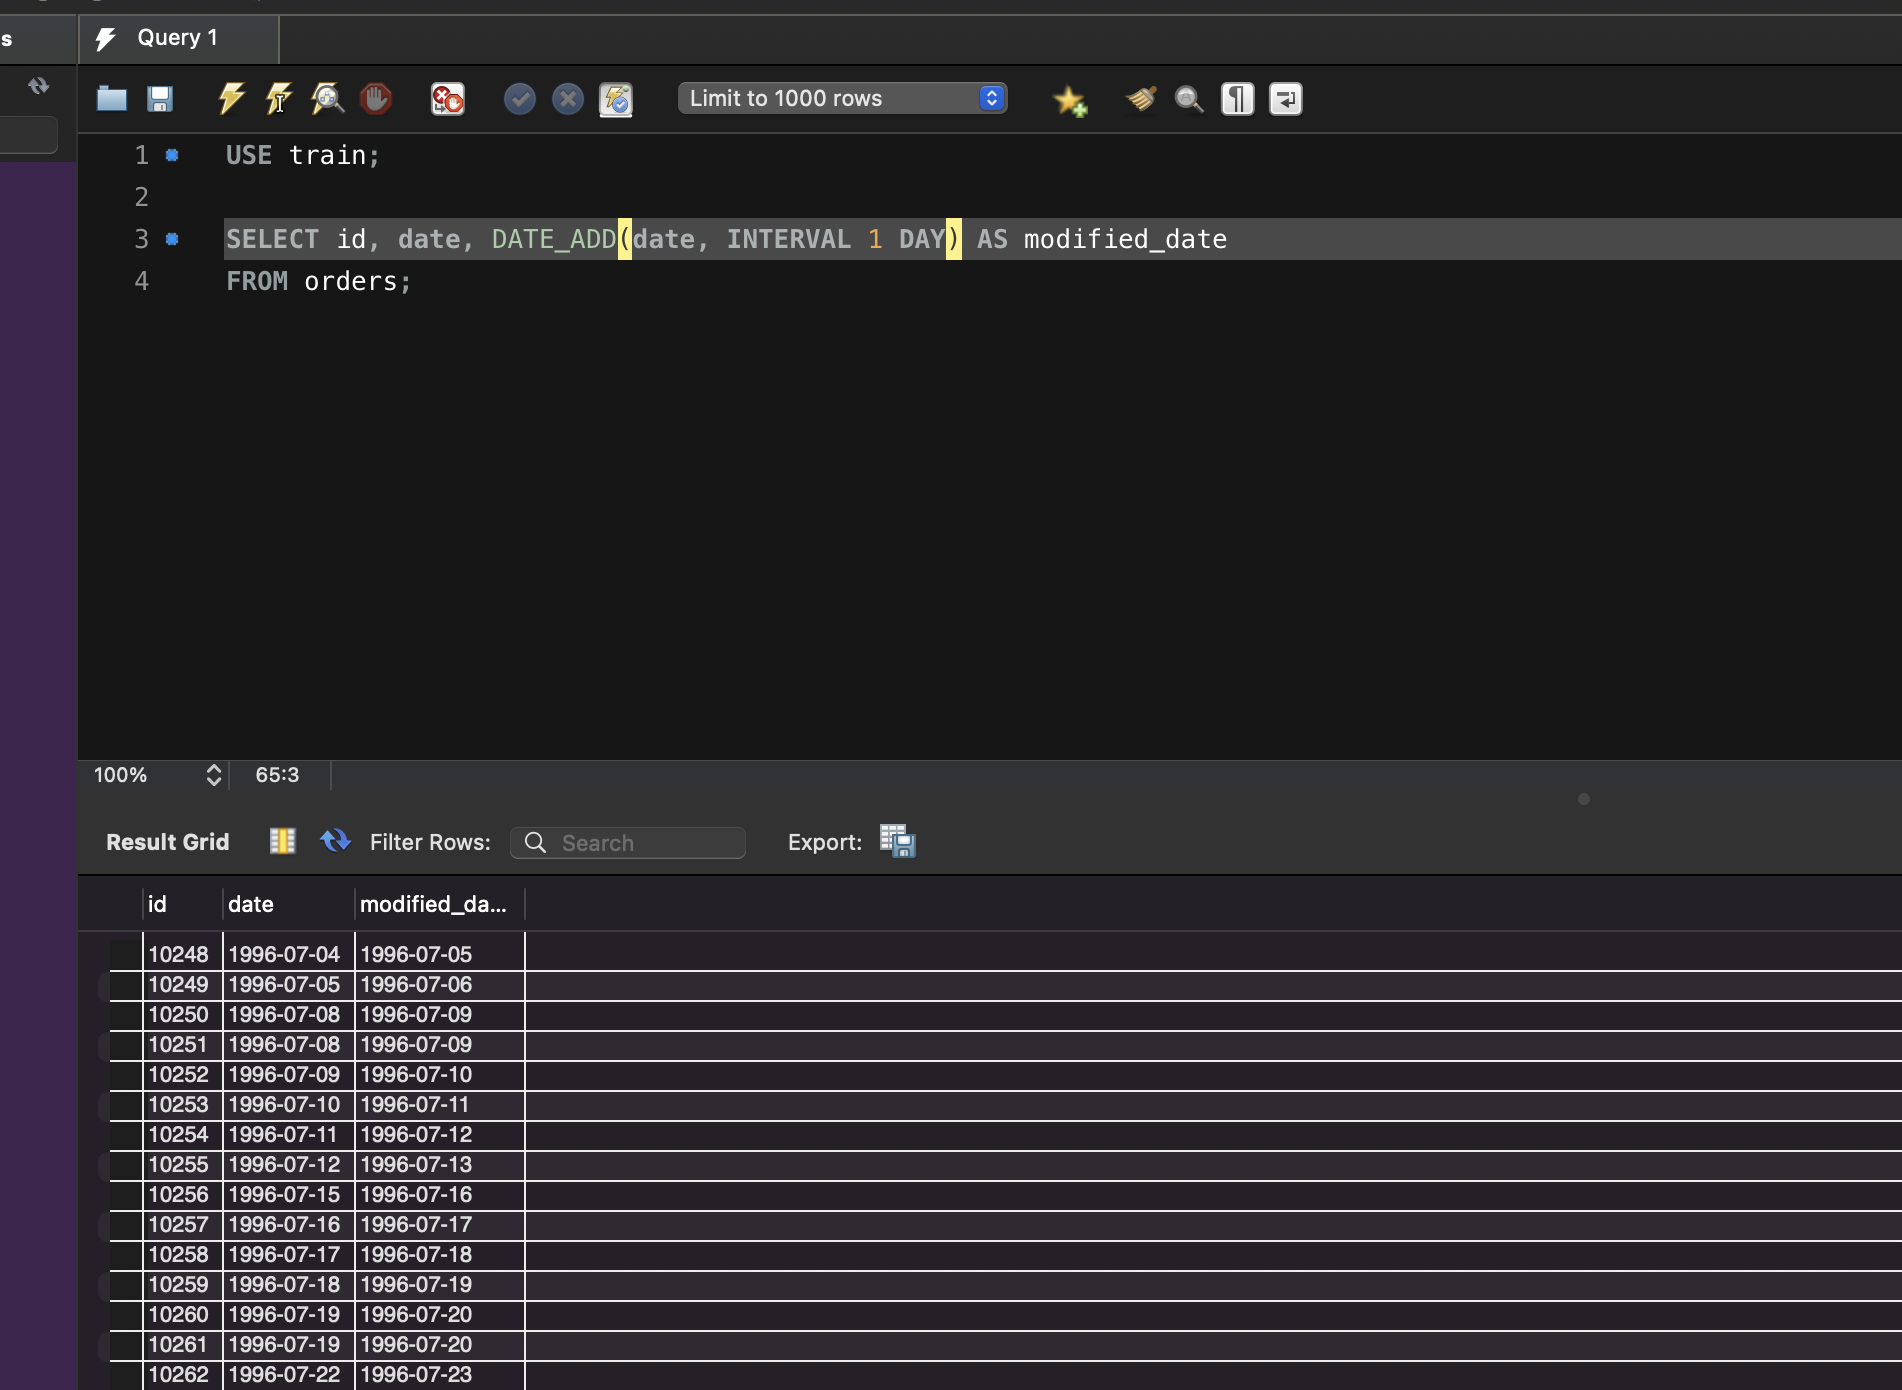 s
Query 1
Limit to 1000 rows
1 USE train;
2
3 SELECT id, date, DATE_ADD(date, INTERVAL 1 DAY) AS modified_date
4 FROM orders;
100% 65:3
Result Grid Filter Rows: Search Export:
id date modified_da...
10248 1996-07-04 1996-07-05
10249 1996-07-05 1996-07-06
10250 1996-07-08 1996-07-09
10251 1996-07-08 1996-07-09
10252 1996-07-09 1996-07-10
10253 1996-07-10 1996-07-11
10254 1996-07-11 1996-07-12
10255 1996-07-12 1996-07-13
10256 1996-07-15 1996-07-16
10257 1996-07-16 1996-07-17
10258 1996-07-17 1996-07-18
10259 1996-07-18 1996-07-19
10260 1996-07-19 1996-07-20
10261 1996-07-19 1996-07-20
10262 1996-07-22 1996-07-23